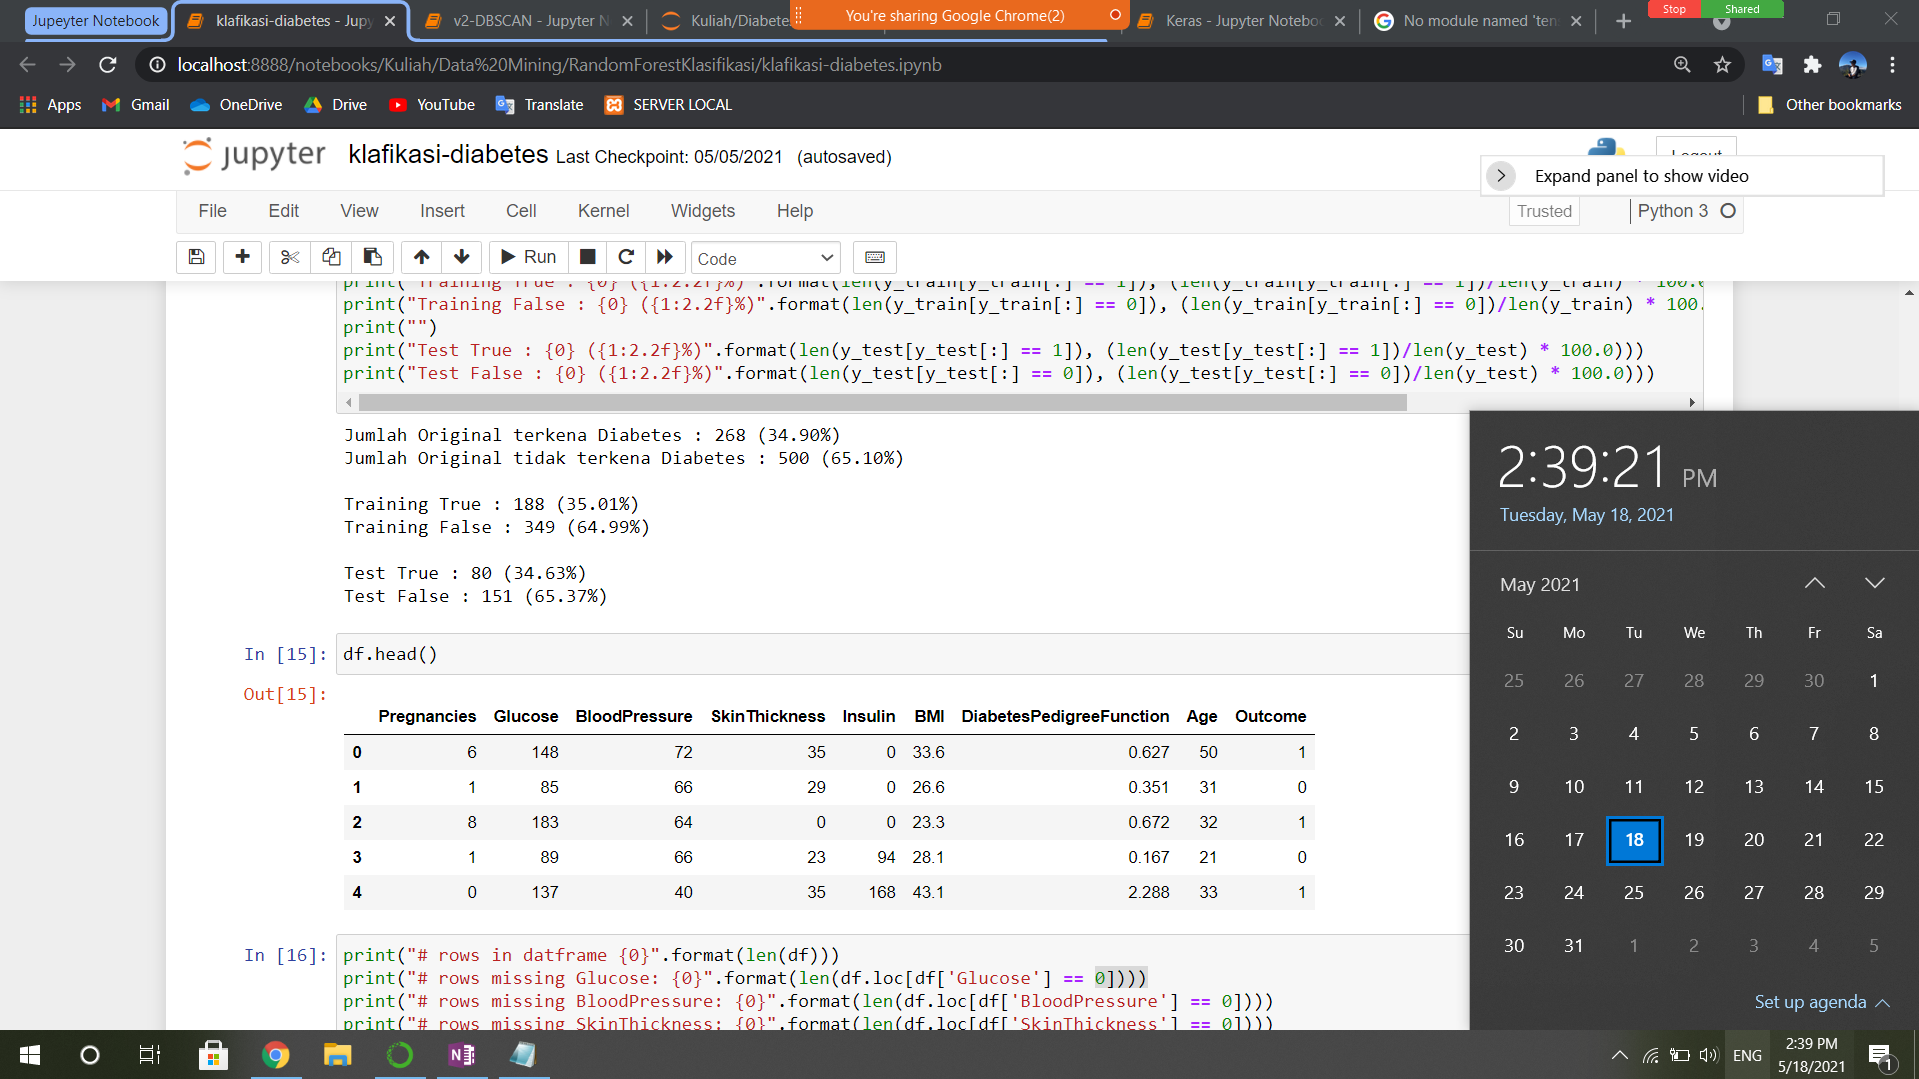 Jupeyter Notebook
klafikasi-diabetes - Jupy
v2-DBSCAN - Jupyter N
Kuliah/Diabete
You're sharing Google Chrome(2)
Keras - Jupyter Notebo
No module named 'ten
Stop
Shared
localhost:8888/notebooks/Kuliah/Data%20Mining/RandomForestKlasifikasi/klafikasi-diabetes.ipynb
Apps
Gmail
OneDrive
Drive
YouTube
Translate
SERVER LOCAL
Other bookmarks
jupyter klafikasi-diabetes Last Checkpoint: 05/05/2021 (autosaved)
Logout
Expand panel to show video
File Edit View Insert Cell Kernel Widgets Help
Trusted
Python 3
Run
Code
print("Training True : {0} ({1:2.2f}%)".format(len(y_train[y_train[:] == 1]), (len(y_train[y_train[:] == 1])/len(y_train) * 100.0
print("Training False : {0} ({1:2.2f}%)".format(len(y_train[y_train[:] == 0]), (len(y_train[y_train[:] == 0])/len(y_train) * 100.
print("")
print("Test True : {0} ({1:2.2f}%)".format(len(y_test[y_test[:] == 1]), (len(y_test[y_test[:] == 1])/len(y_test) * 100.0)))
print("Test False : {0} ({1:2.2f}%)".format(len(y_test[y_test[:] == 0]), (len(y_test[y_test[:] == 0])/len(y_test) * 100.0)))
Jumlah Original terkena Diabetes : 268 (34.90%)
Jumlah Original tidak terkena Diabetes : 500 (65.10%)
Training True : 188 (35.01%)
Training False : 349 (64.99%)
Test True : 80 (34.63%)
Test False : 151 (65.37%)
In [15]: df.head()
Out[15]:
Pregnancies Glucose BloodPressure SkinThickness Insulin BMI DiabetesPedigreeFunction Age Outcome
0 6 148 72 35 0 33.6 0.627 50 1
1 1 85 66 29 0 26.6 0.351 31 0
2 8 183 64 0 0 23.3 0.672 32 1
3 1 89 66 23 94 28.1 0.167 21 0
4 0 137 40 35 168 43.1 2.288 33 1
In [16]: print("# rows in datframe {0}".format(len(df)))
print("# rows missing Glucose: {0}".format(len(df.loc[df['Glucose'] == 0])))
print("# rows missing BloodPressure: {0}".format(len(df.loc[df['BloodPressure'] == 0])))
print("# rows missing SkinThickness: {0}".format(len(df.loc[df['SkinThickness'] == 0])))
2:39:21 PM
Tuesday, May 18, 2021
May 2021
Su Mo Tu We Th Fr Sa
25 26 27 28 29 30 1
2 3 4 5 6 7 8
9 10 11 12 13 14 15
16 17 18 19 20 21 22
23 24 25 26 27 28 29
30 31 1 2 3 4 5
Set up agenda
N
ENG
2:39 PM
5/18/2021
1